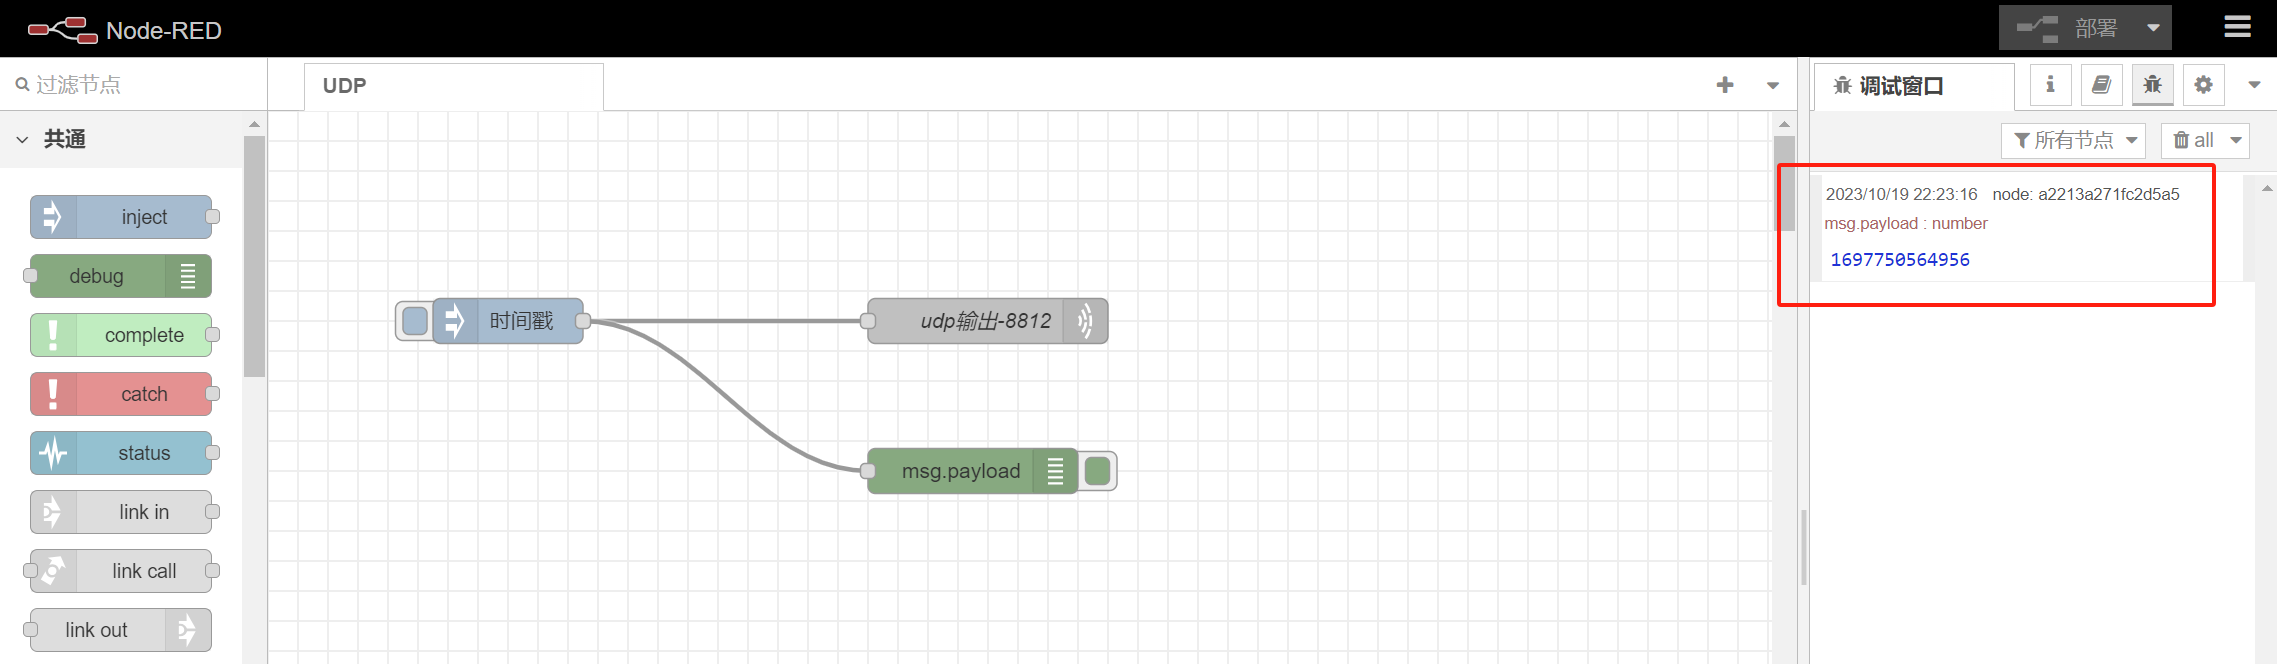 Node-RED
部署
过滤节点
UDP
调试窗口
共通
所有节点
all
2023/10/19 22:23:16 node: a2213a271fc2d5a5
msg.payload : number
1697750564956
inject
debug
complete
catch
status
link in
link call
link out
时间戳
udp输出-8812
msg.payload